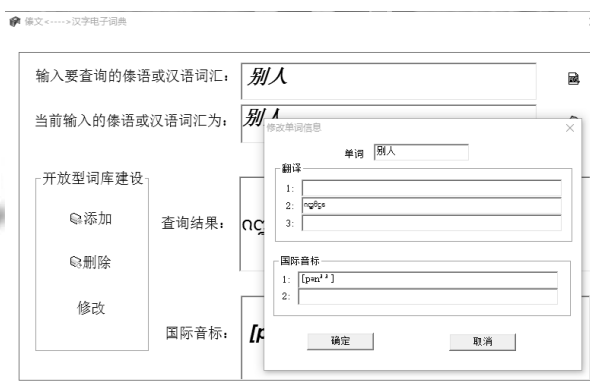 傣文<---->汉字电子词典
输入要查询的傣语或汉语词汇： 别人
当前输入的傣语或汉语词汇为： 别人
修改单词信息
单词 别人
翻译
1:
2:
3:
国际音标
1:
2:
确定 取消
开放型词库建设
添加
删除
修改
查询结果：
国际音标：